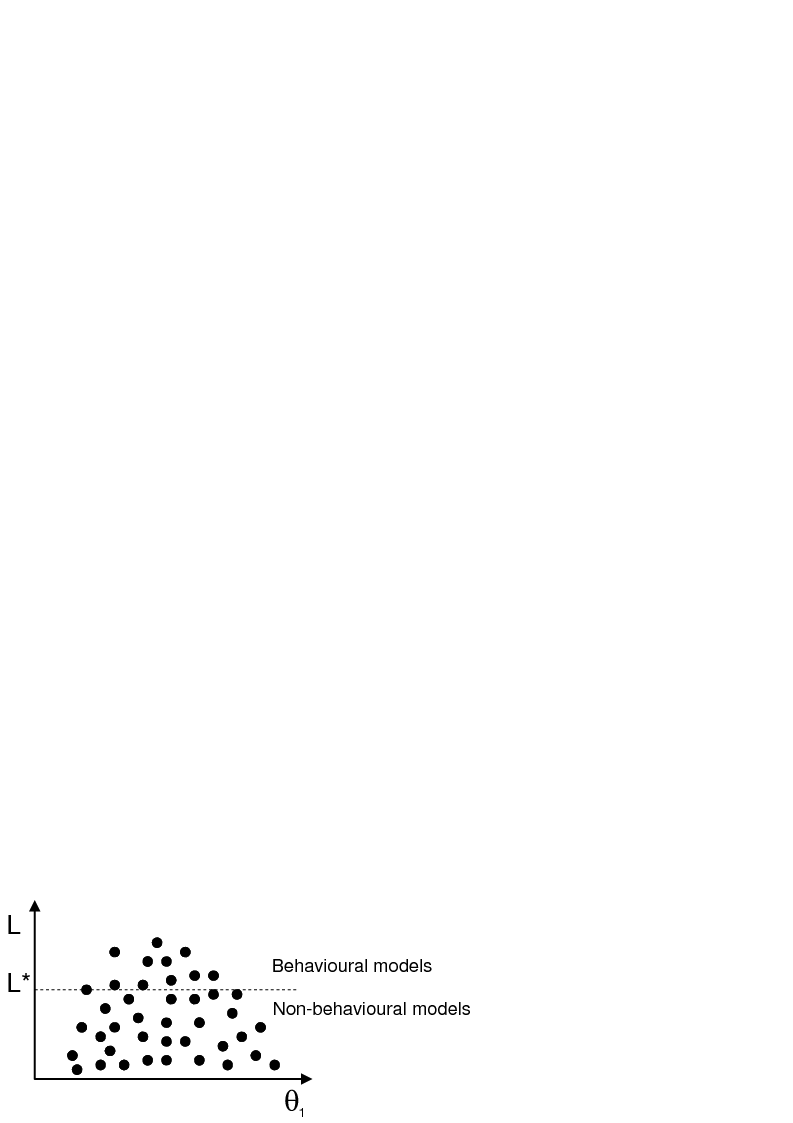 L
Behavioural models
L*
Non-behavioural models
θ₁